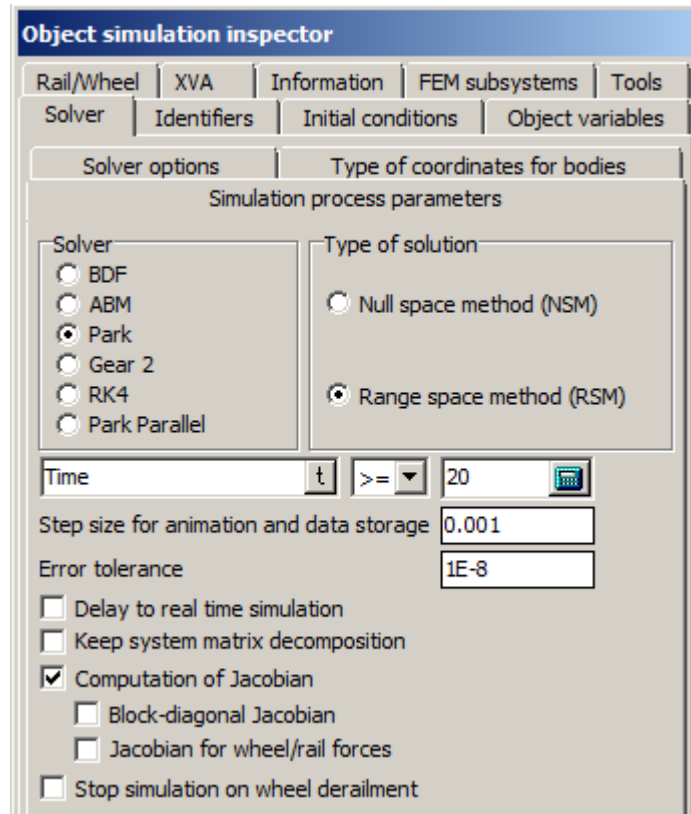 Object simulation inspector
Rail/Wheel XVA Information FEM subsystems Tools
Solver Identifiers Initial conditions Object variables
Solver options Type of coordinates for bodies
Simulation process parameters
Solver
BDF
ABM
Park
Gear 2
RK4
Park Parallel
Type of solution
Null space method (NSM)
Range space method (RSM)
Time t >= 20
Step size for animation and data storage 0.001
Error tolerance 1E-8
Delay to real time simulation
Keep system matrix decomposition
Computation of Jacobian
Block-diagonal Jacobian
Jacobian for wheel/rail forces
Stop simulation on wheel derailment